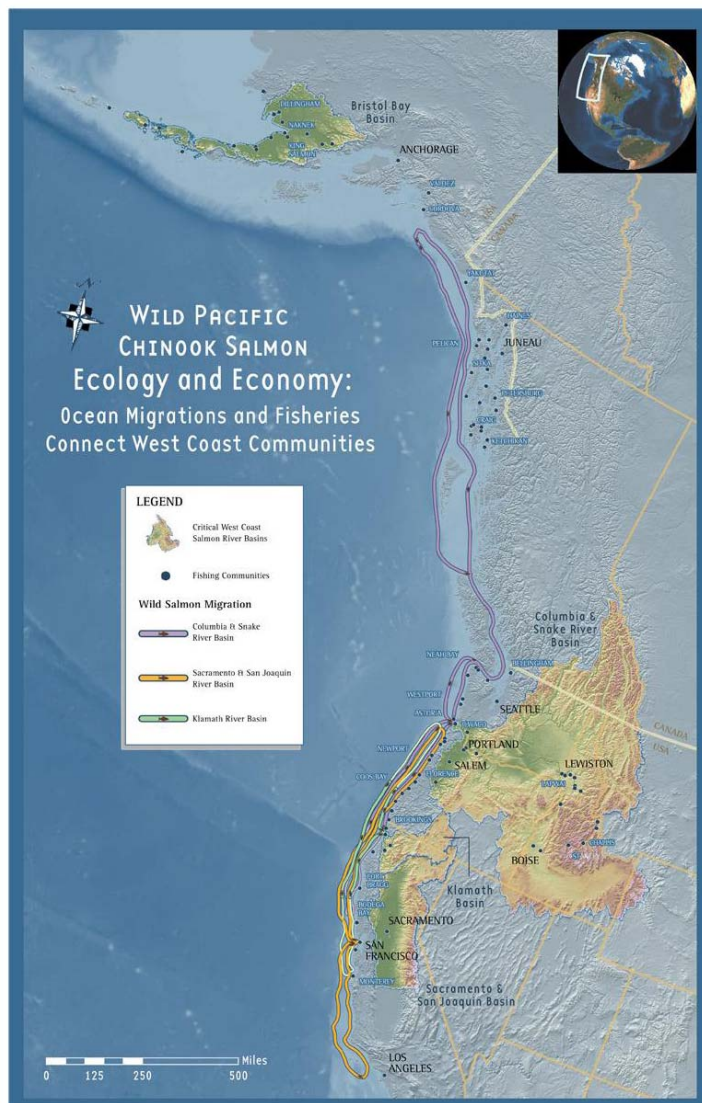 DILLINGHAM
Bristol Bay
Basin
NAKNEK
KING
SALMON
ANCHORAGE
VALDEZ
CORDOVA
CANADA
YAKUTAT
N
WILD PACIFIC
CHINOOK SALMON
Ecology and Economy:
Ocean Migrations and Fisheries
Connect West Coast Communities
HAINES
PELICAN
JUNEAU
SITKA
PETERSBURG
CRAIG
KETCHIKAN
LEGEND
Critical West Coast
Salmon River Basins
Fishing Communities
Wild Salmon Migration
Columbia & Snake
River Basin
Sacramento & San Joaquin
River Basin
Klamath River Basin
Columbia &
Snake River
Basin
NEAH BAY
BELLINGHAM
WESTPORT
SEATTLE
ASTORIA
CANADA
USA
NEWPORT
PORTLAND
SALEM
LEWISTON
COOS BAY
FLORENCE
LAPWAI
BROOKINGS
CHALLIS
BOISE
FORT
BRAGG
Klamath
Basin
BODEGA
BAY
SACRAMENTO
SAN
FRANCISCO
MONTEREY
Sacramento &
San Joaquin Basin
Miles
0 125 250 500
LOS
ANGELES